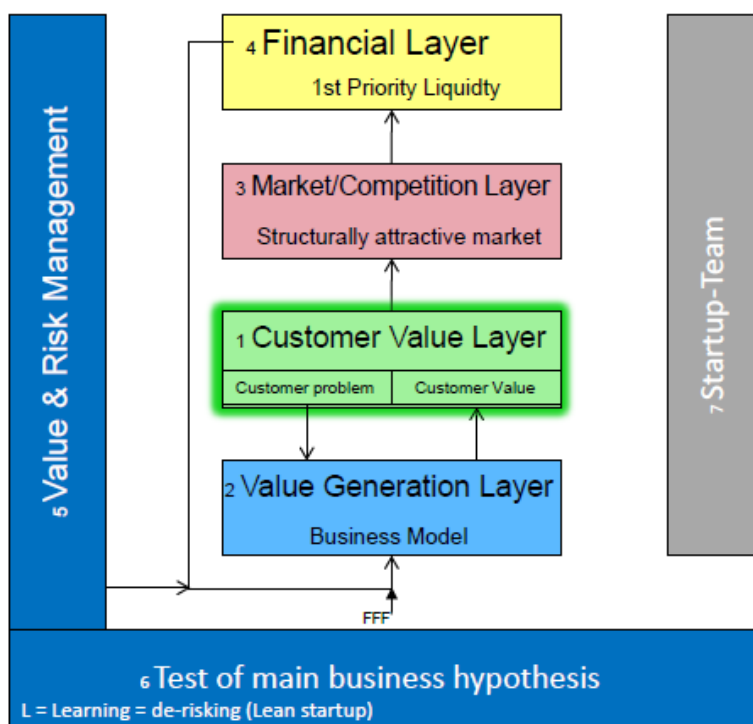 4 Financial Layer
1st Priority Liquidty
3 Market/Competition Layer
Structurally attractive market
1 Customer Value Layer
Customer problem
Customer Value
2 Value Generation Layer
Business Model
FFF
5 Value & Risk Management
7 Startup-Team
6 Test of main business hypothesis
L = Learning = de-risking (Lean startup)